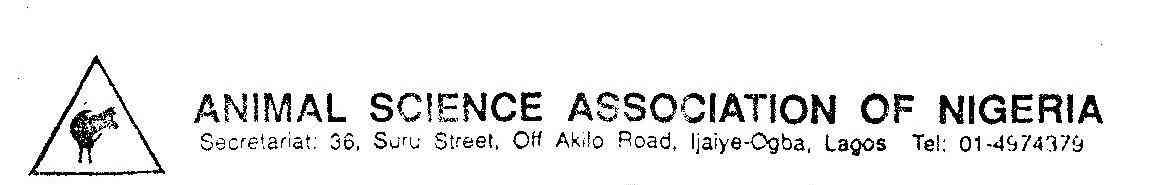 ANIMAL SCIENCE ASSOCIATION OF NIGERIA
Secretariat: 36, Suru Street, Off Akilo Road, Ijaiye-Ogba, Lagos Tel: 01-4974379